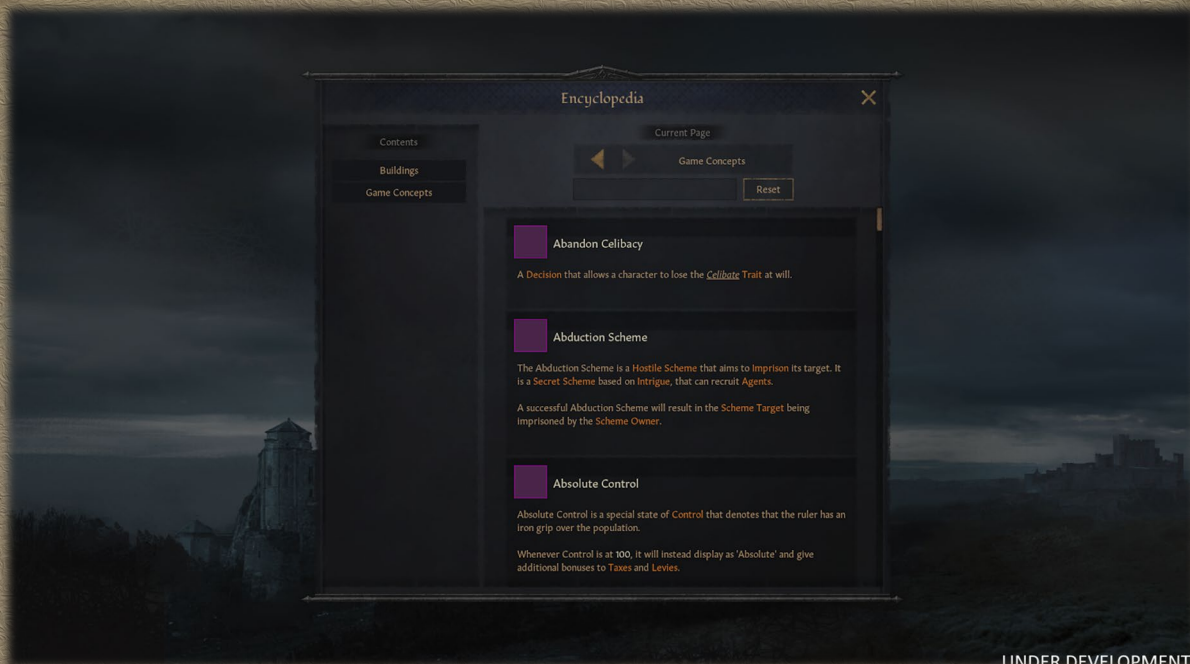 Encyclopedia
Contents
Buildings
Game Concepts
Current Page
Game Concepts
Reset
Abandon Celibacy
A Decision that allows a character to lose the Celibate Trait at will.
Abduction Scheme
The Abduction Scheme is a Hostile Scheme that aims to Imprison its target. It
is a Secret Scheme based on Intrigue, that can recruit Agents.
A successful Abduction Scheme will result in the Scheme Target being
imprisoned by the Scheme Owner.
Absolute Control
Absolute Control is a special state of Control that denotes that the ruler has an
iron grip over the population.
Whenever Control is at 100, it will instead display as 'Absolute' and give
additional bonuses to Taxes and Levies.
UNDER DEVELOPMENT